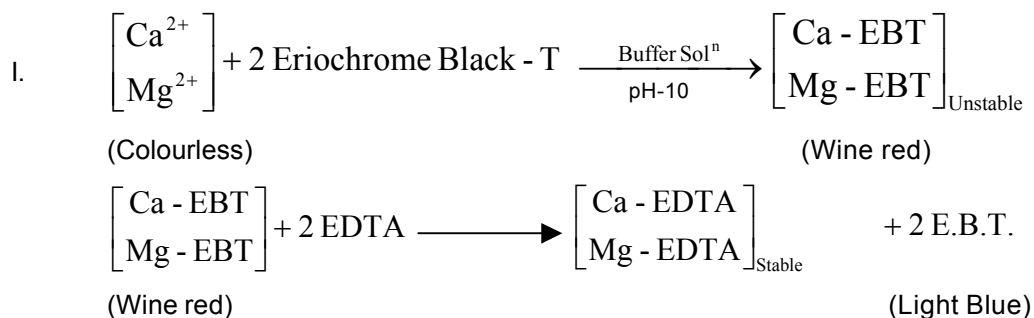 I. [Ca²⁺ Mg²⁺] + 2 Eriochrome Black - T Buffer Solⁿ pH-10 → [Ca - EBT Mg - EBT]Unstable
(Colourless) (Wine red)
[Ca - EBT Mg - EBT] + 2 EDTA → [Ca - EDTA Mg - EDTA]Stable + 2 E.B.T.
(Wine red) (Light Blue)